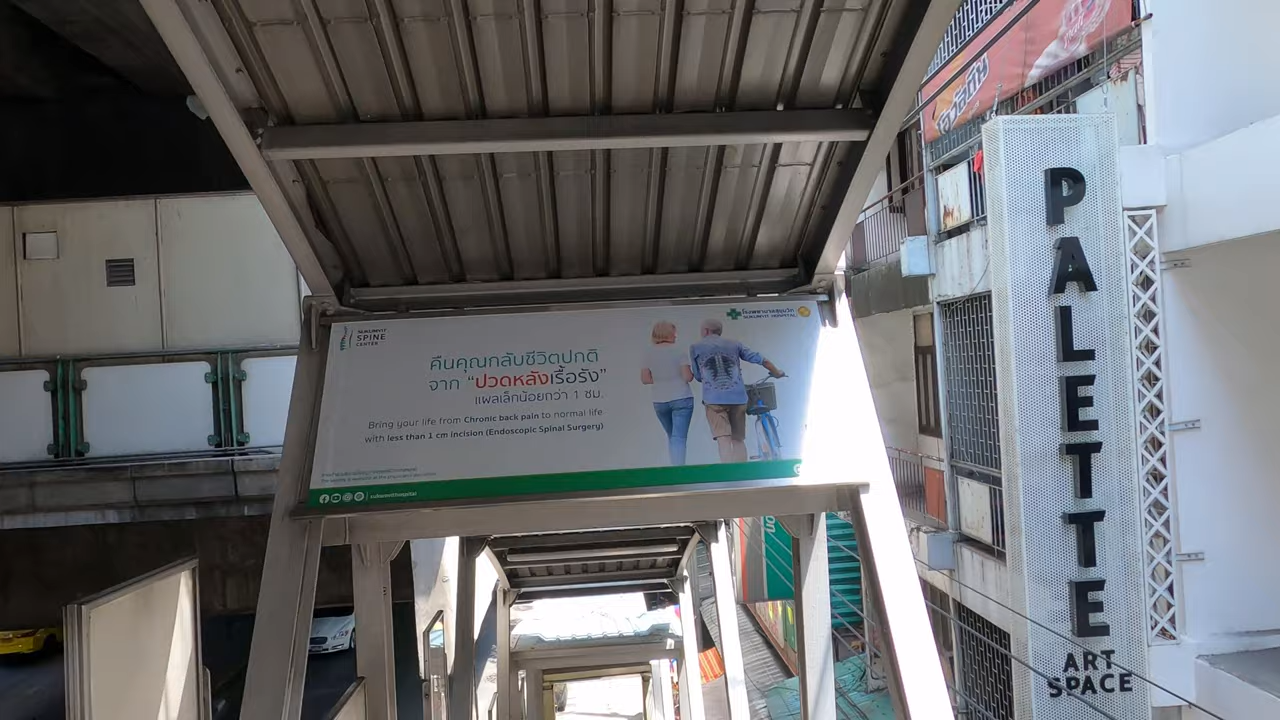 SUKUMVIT
SPINE
CENTER
โรงพยาบาลสุขุมวิท
SUKUMVIT HOSPITAL
คืนคุณกลับชีวิตปกติ
จาก “ปวดหลังเรื้อรัง”
แผลเล็กน้อยกว่า 1 ซม.
Bring your life from Chronic back pain to normal life
with less than 1 cm incision (Endoscopic Spinal Surgery)
sukumvithospital
PALETTE
ART
SPACE